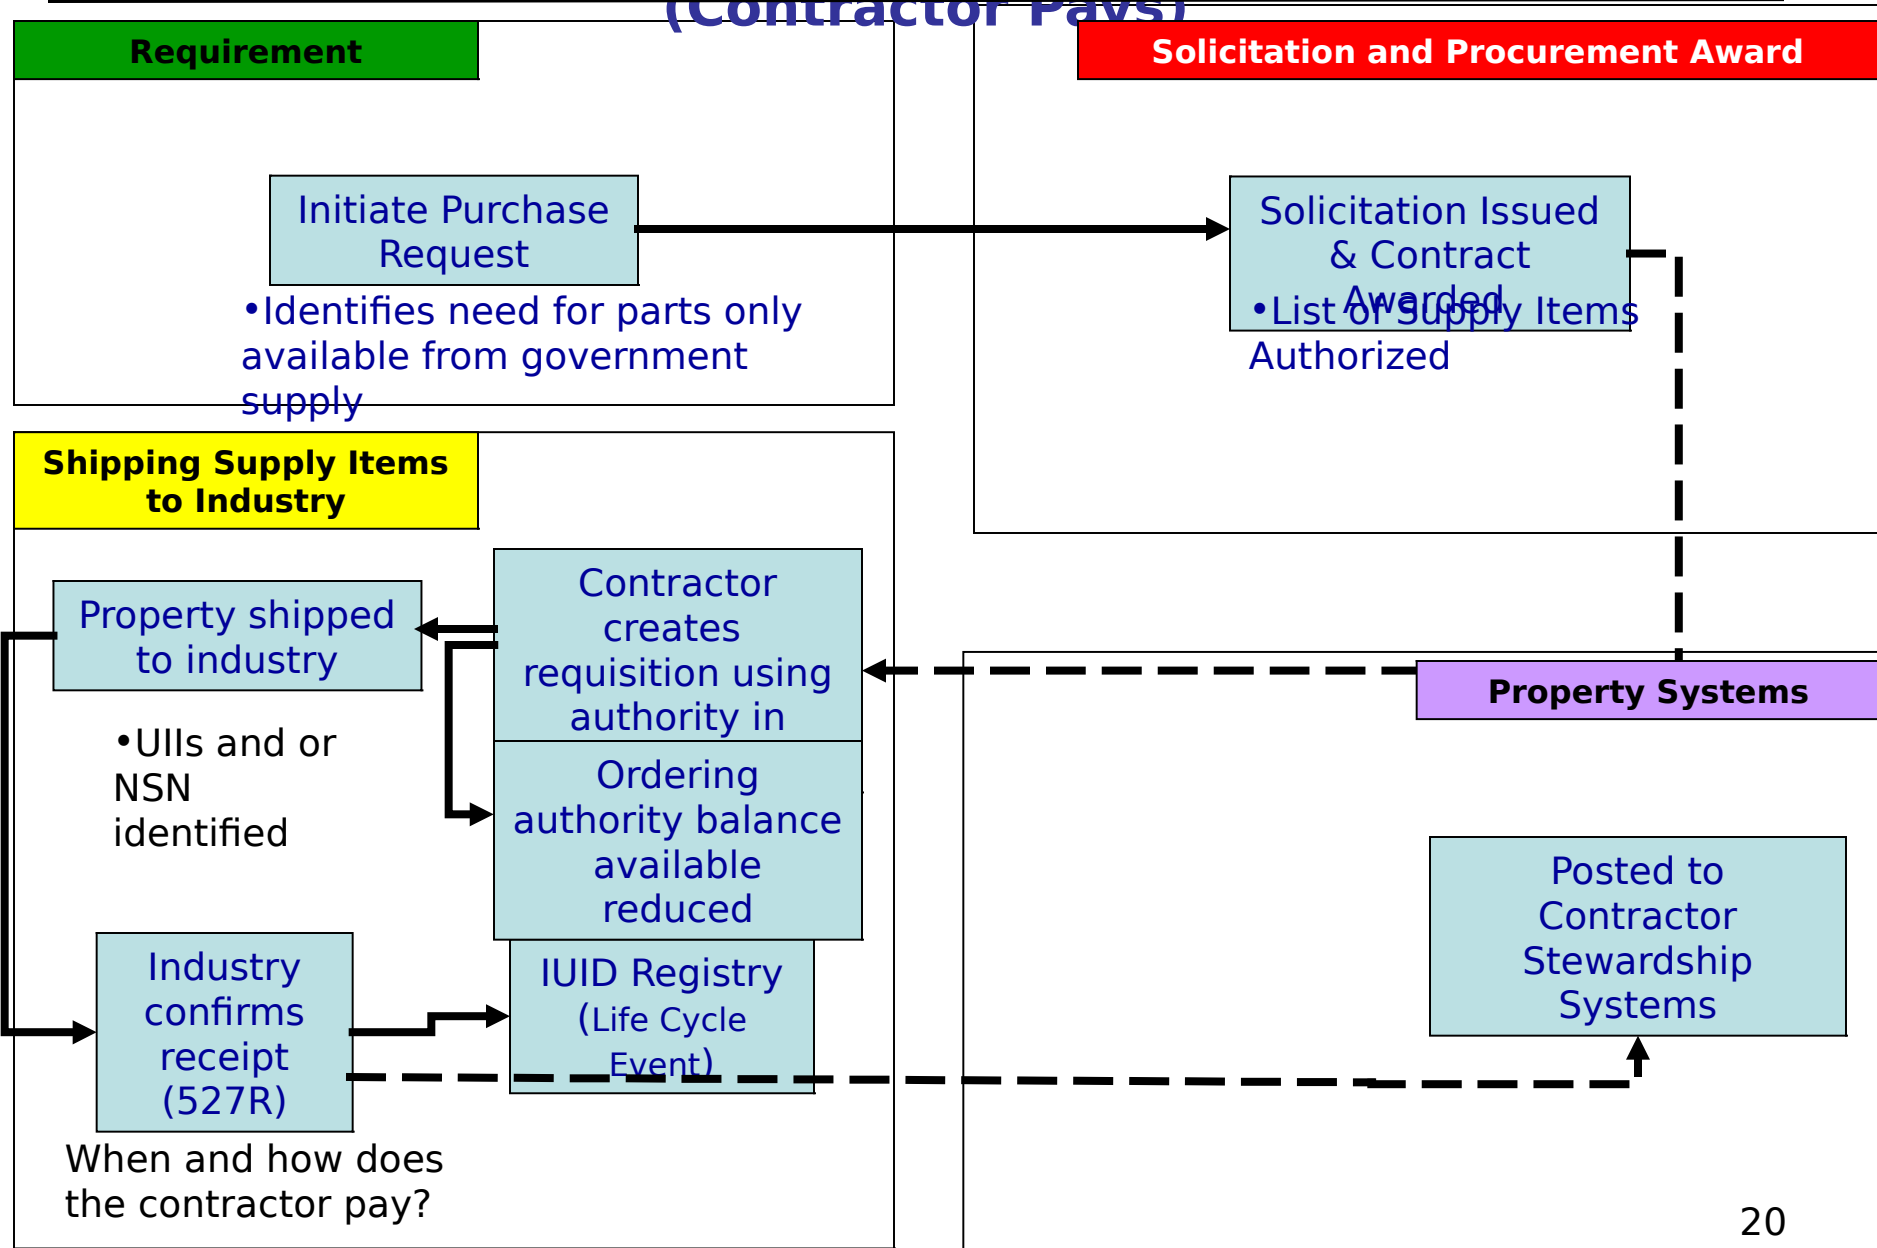 (Contractor Pays)
Requirement
Solicitation and Procurement Award
Initiate Purchase
Request
•Identifies need for parts only
available from government
supply
Solicitation Issued
& Contract
Awarded
•List of Supply Items
Authorized
Shipping Supply Items
to Industry
Property shipped
to industry
•UIIs and or
NSN
identified
Contractor
creates
requisition using
authority in
Ordering
authority balance
available
reduced
Industry
confirms
receipt
(527R)
IUID Registry
(Life Cycle
Event)
When and how does
the contractor pay?
Property Systems
Posted to
Contractor
Stewardship
Systems
20